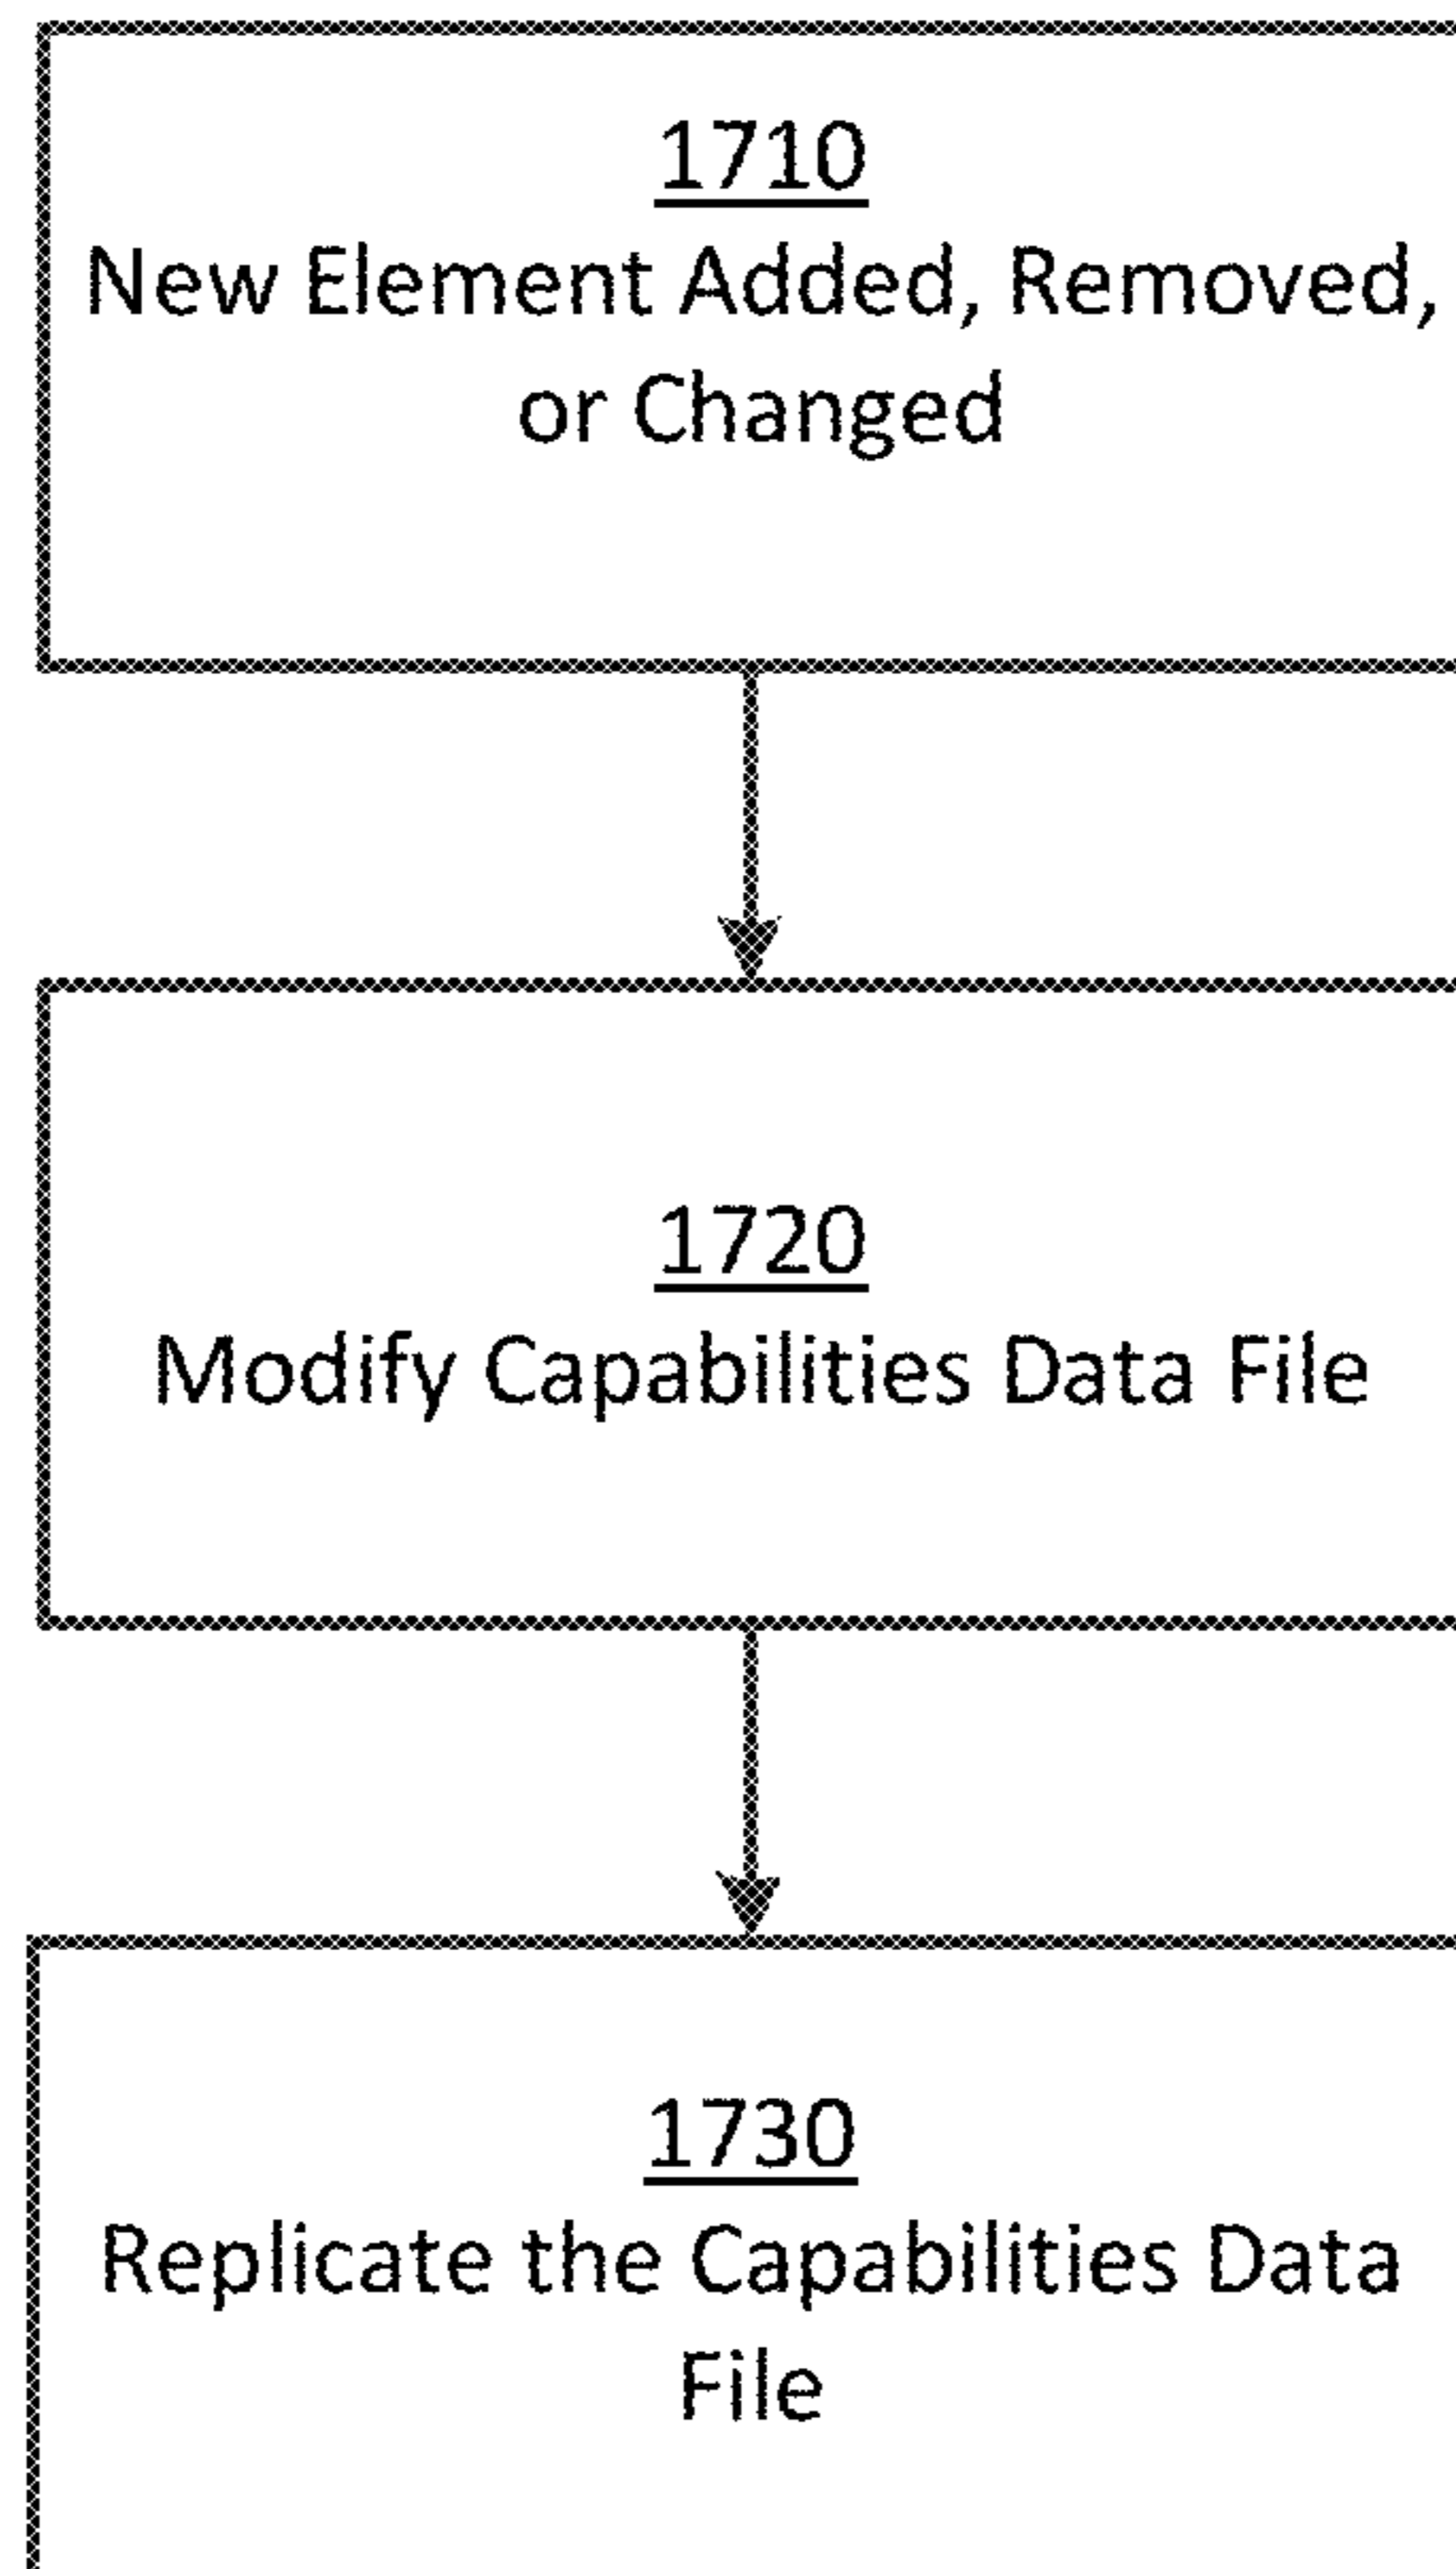 1710
New Element Added, Removed,
or Changed
1720
Modify Capabilities Data File
1730
Replicate the Capabilities Data
File